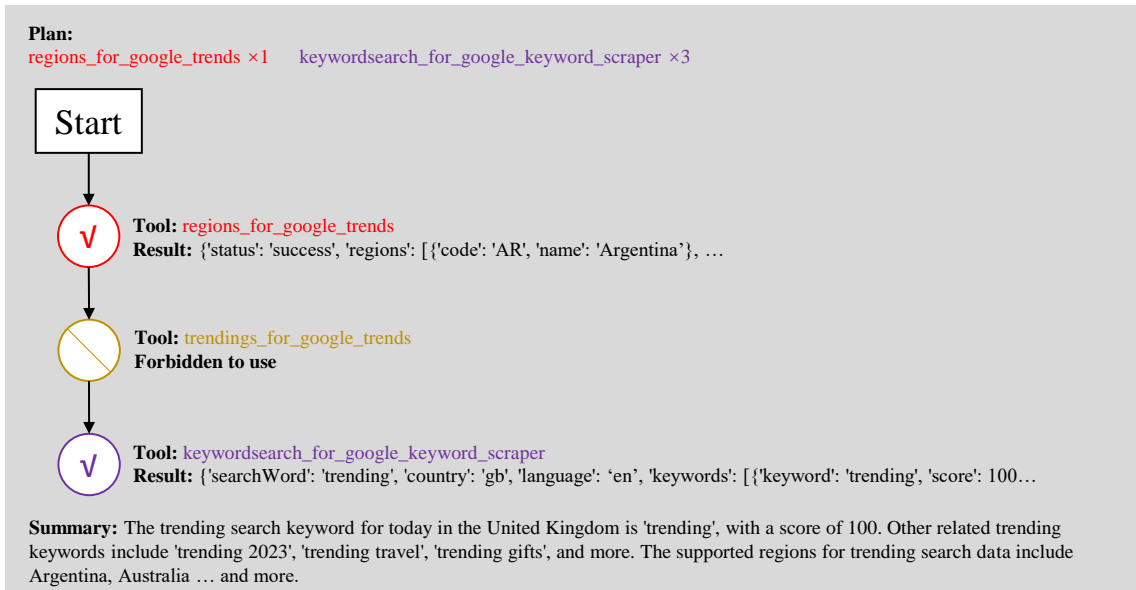 Plan:
regions_for_google_trends ×1 keywordsearch_for_google_keyword_scraper ×3
Start
√
Tool: regions_for_google_trends
Result: {'status': 'success', 'regions': [{'code': 'AR', 'name': 'Argentina’}, …
Tool: trendings_for_google_trends
Forbidden to use
√
Tool: keywordsearch_for_google_keyword_scraper
Result: {'searchWord': 'trending', 'country': 'gb', 'language': ‘en’, 'keywords': [{'keyword': 'trending', 'score': 100…
Summary: The trending search keyword for today in the United Kingdom is 'trending', with a score of 100. Other related trending
keywords include 'trending 2023', 'trending travel', 'trending gifts', and more. The supported regions for trending search data include
Argentina, Australia … and more.